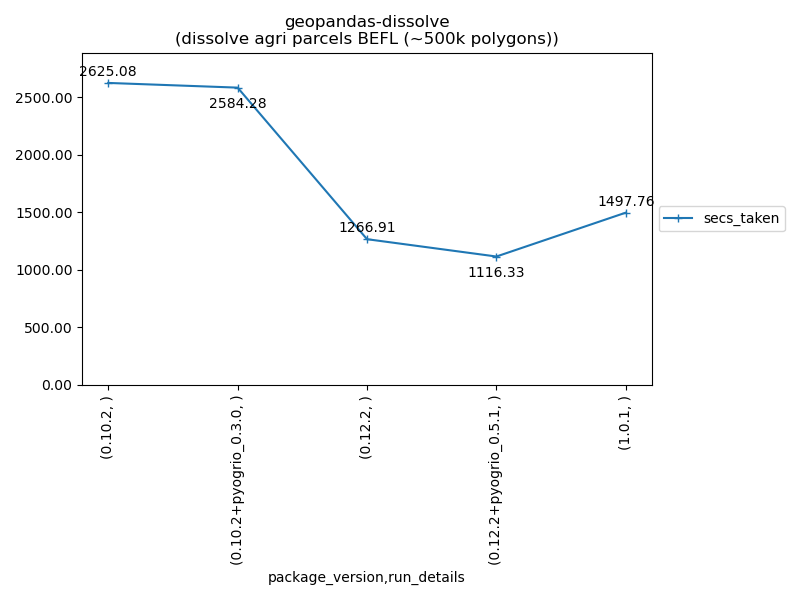 geopandas-dissolve
(dissolve agri parcels BEFL (~500k polygons))
2625.08
2584.28
1266.91
1116.33
1497.76
2500.00
2000.00
1500.00
1000.00
500.00
0.00
secs_taken
(0.10.2, )
(0.10.2+pyogrio_0.3.0, )
(0.12.2, )
(0.12.2+pyogrio_0.5.1, )
(1.0.1, )
package_version,run_details